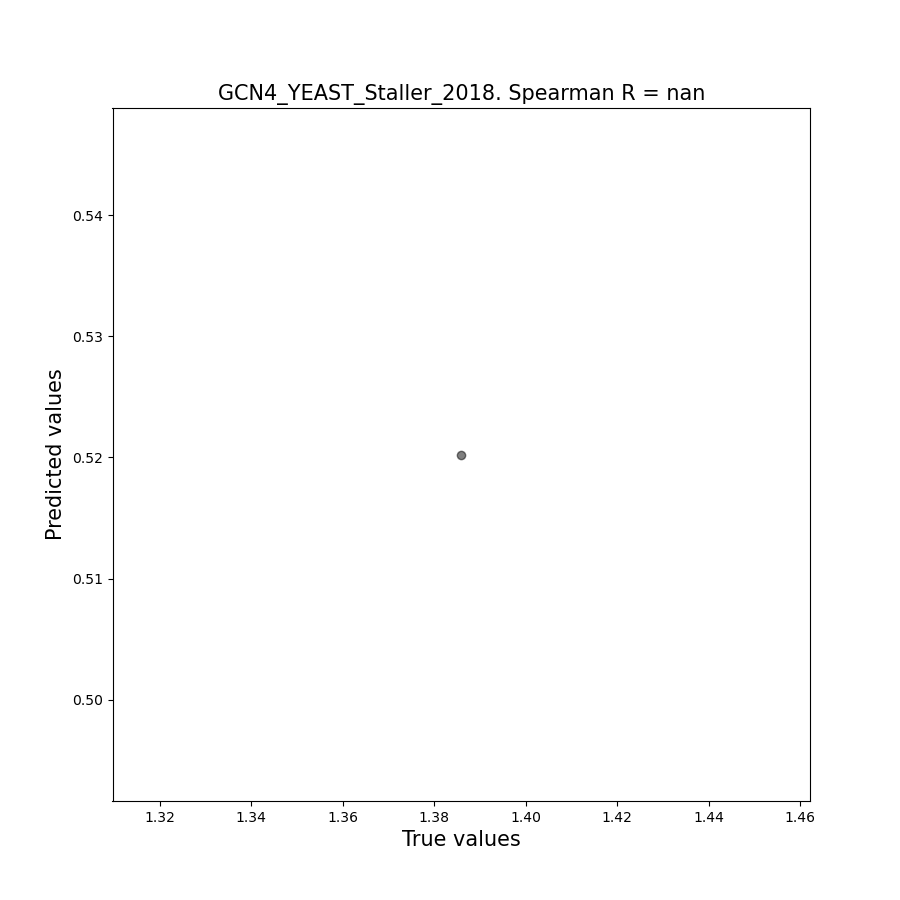 GCN4_YEAST_Staller_2018. Spearman R = nan
0.54
0.53
0.52
0.51
0.50
Predicted values
1.32 1.34 1.36 1.38 1.40 1.42 1.44 1.46
True values